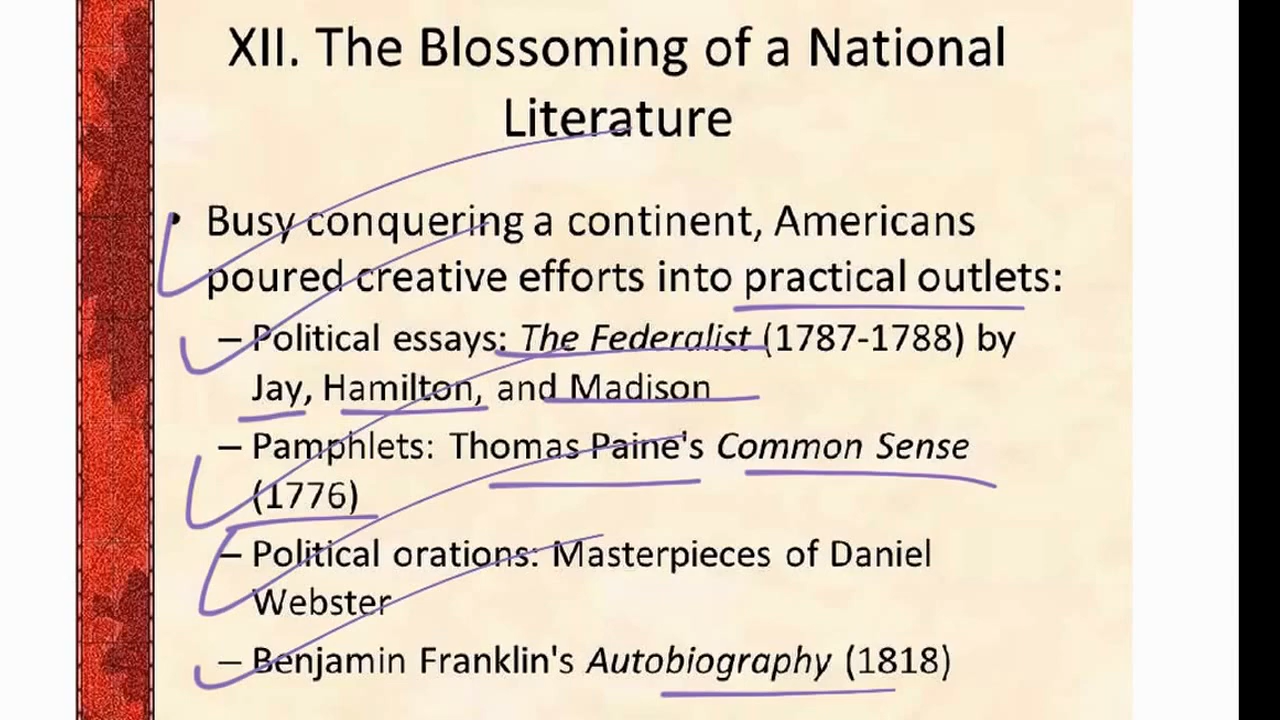 XII. The Blossoming of a National
Literature
• Busy conquering a continent, Americans
poured creative efforts into practical outlets:
– Political essays: The Federalist (1787-1788) by
Jay, Hamilton, and Madison
– Pamphlets: Thomas Paine's Common Sense
(1776)
– Political orations: Masterpieces of Daniel
Webster
– Benjamin Franklin's Autobiography (1818)